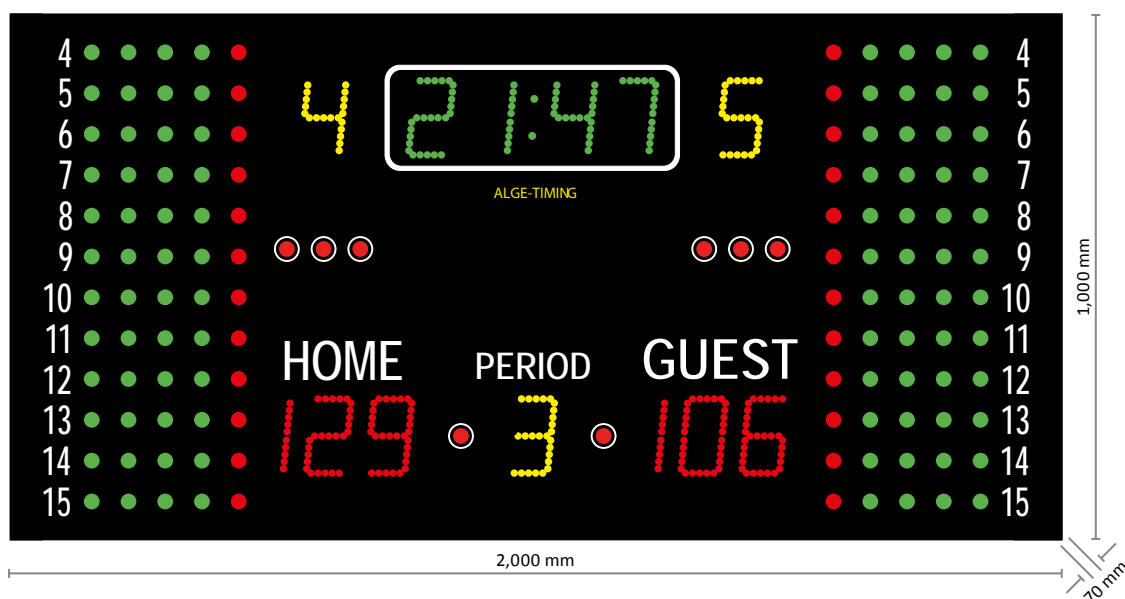 4 4
4 21:47 5
5 5
6 6
7 7
ALGE-TIMING
8 8
9 9
10 10
11 11
HOME PERIOD GUEST
12 12
13 13
129 3 106
14 14
15 15
1,000 mm
2,000 mm
70 mm